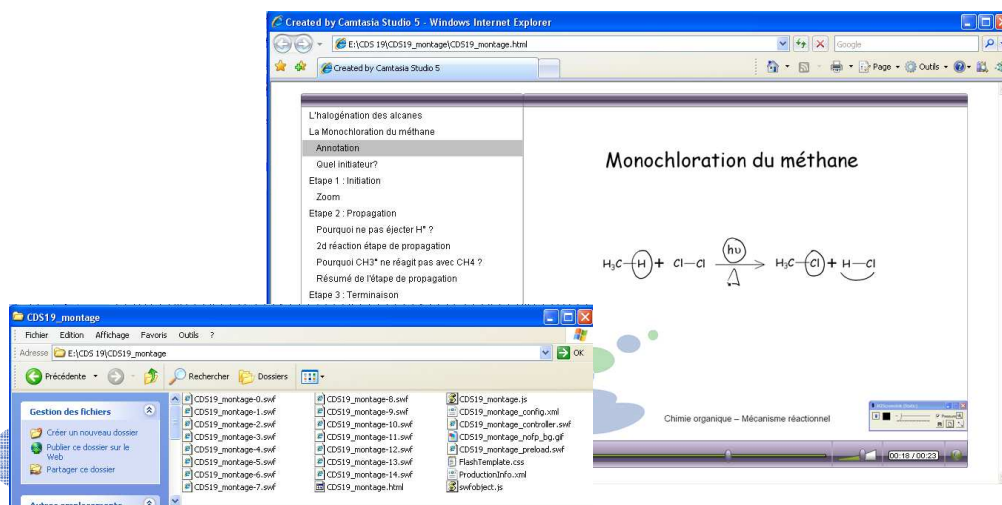 Created by Camtasia Studio 5 - Windows Internet Explorer
E:\CDS 19\CDS19_montage\CDS19_montage.html
Google
Created by Camtasia Studio 5
Page
Outils
L'halogénation des alcanes
La Monochloration du méthane
Annotation
Quel initiateur?
Etape 1 : Initiation
Zoom
Etape 2 : Propagation
Pourquoi ne pas éjecter H° ?
2d réaction étape de propagation
Pourquoi CH3° ne réagit pas avec CH4 ?
Résumé de l'étape de propagation
Etape 3 : Terminaison
Monochloration du méthane
hυ
H₃C—H + Cl—Cl → H₃C—Cl + H—Cl
Δ
Chimie organique – Mécanisme réactionnel
00:18 / 00:23
CDS19_montage
Fichier Edition Affichage Favoris Outils ?
Adresse E:\CDS 19\CDS19_montage OK
Précédente Rechercher Dossiers
Gestion des fichiers
Créer un nouveau dossier
Publier ce dossier sur le
Web
Partager ce dossier
Autres emplacements
CDS19_montage-0.swf
CDS19_montage-1.swf
CDS19_montage-2.swf
CDS19_montage-3.swf
CDS19_montage-4.swf
CDS19_montage-5.swf
CDS19_montage-6.swf
CDS19_montage-7.swf
CDS19_montage-8.swf
CDS19_montage-9.swf
CDS19_montage-10.swf
CDS19_montage-11.swf
CDS19_montage-12.swf
CDS19_montage-13.swf
CDS19_montage-14.swf
CDS19_montage.html
CDS19_montage.js
CDS19_montage_config.xml
CDS19_montage_controller.swf
CDS19_montage_nofp_bg.gif
CDS19_montage_preload.swf
FlashTemplate.css
ProductionInfo.xml
swfobject.js